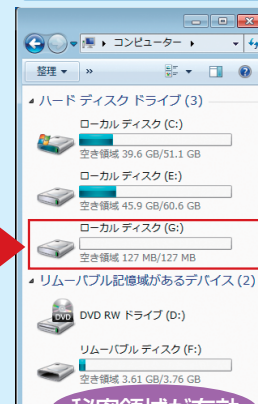 コンピューター
整理 »
ハード ディスク ドライブ (3)
ローカル ディスク (C:)
空き領域 39.6 GB/51.1 GB
ローカル ディスク (E:)
空き領域 45.9 GB/60.6 GB
ローカル ディスク (G:)
空き領域 127 MB/127 MB
リムーバブル記憶域があるデバイス (2)
DVD
DVD RW ドライブ (D:)
リムーバブル ディスク (F:)
空き領域 3.61 GB/3.76 GB